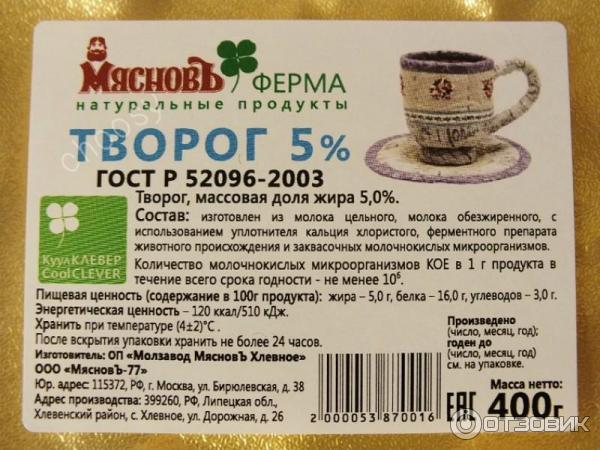 МЯСНОВЪ ФЕРМА
натуральные продукты
ТВОРОГ 5%
ГОСТ Р 52096-2003
Творог, массовая доля жира 5,0%.
Состав: изготовлен из молока цельного, молока обезжиренного, с
использованием уплотнителя кальция хлористого, ферментного препарата
животного происхождения и заквасочных молочнокислых микроорганизмов.
КуулКЛЕВЕР
CoolCLEVER
Количество молочнокислых микроорганизмов КОЕ в 1 г продукта в
течение всего срока годности - не менее 10⁶.
Пищевая ценность (содержание в 100г продукта): жира – 5,0 г, белка – 16,0 г, углеводов – 3,0 г.
Энергетическая ценность – 120 ккал/510 кДж.
Хранить при температуре (4±2)°С .
После вскрытия упаковки хранить не более 24 часов.
Изготовитель: ОП «Молзавод МясновЪ Хлевное»
ООО «МясновЪ-77»
Юр. адрес: 115372, РФ, г. Москва, ул. Бирюлевская, д. 38
Адрес производства: 399260, РФ, Липецкая обл.,
Хлевенский район, с. Хлевное, ул. Дорожная, д. 26
2 000053 870016
Произведено
(число, месяц, год);
годен до
(число, месяц, год)
см. на упаковке.
Масса нетто:
ЕАС 400г
choosy
ОТЗОВИК